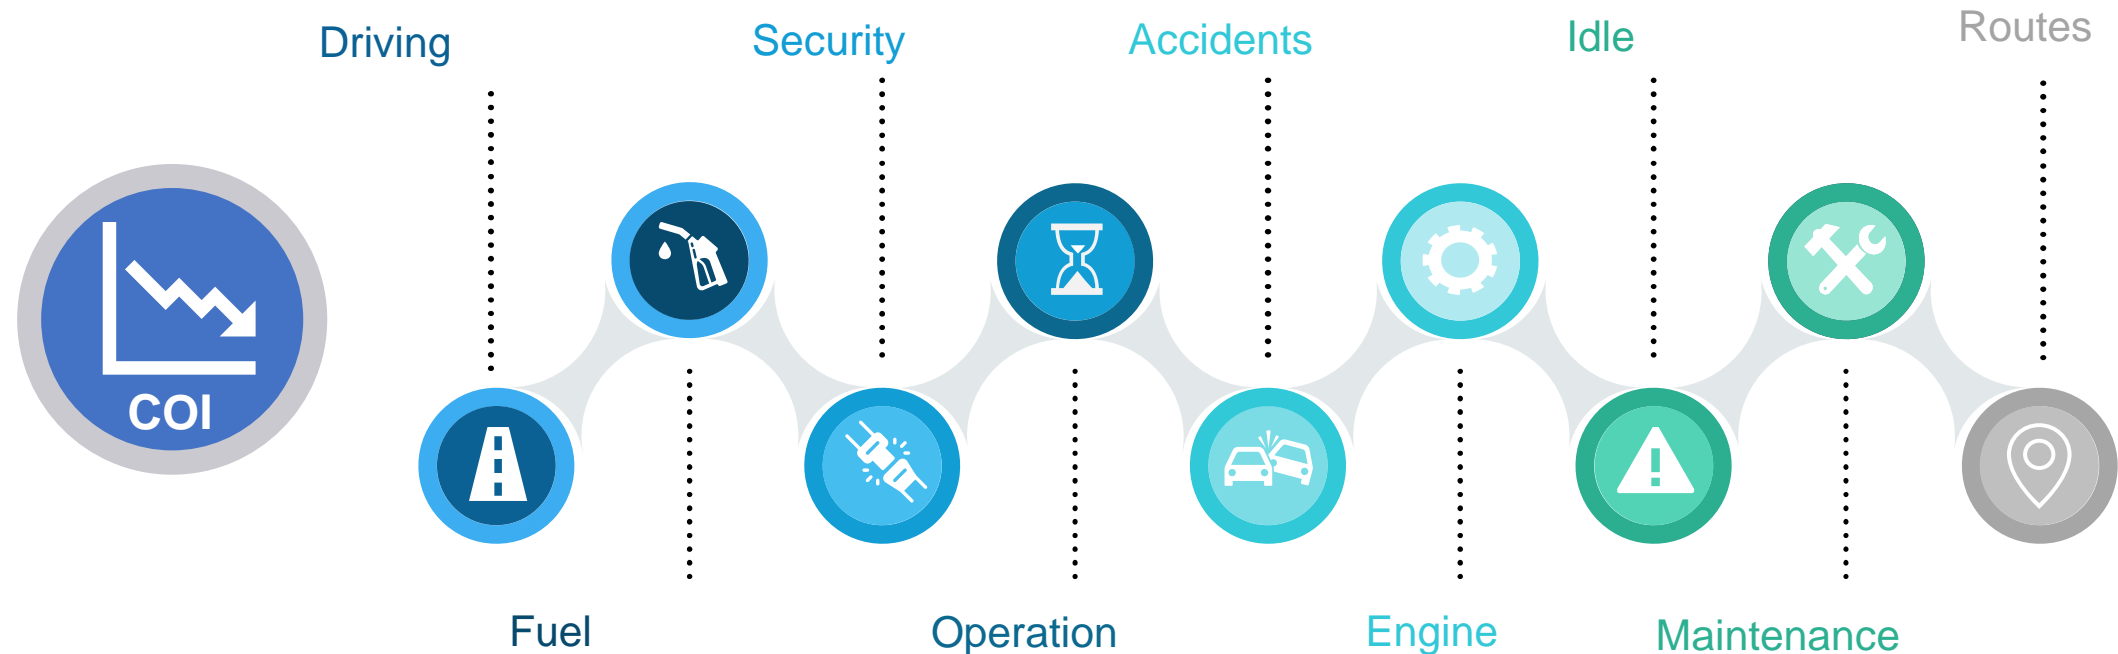 Driving
Security
Accidents
Idle
Routes
COI
Fuel
Operation
Engine
Maintenance